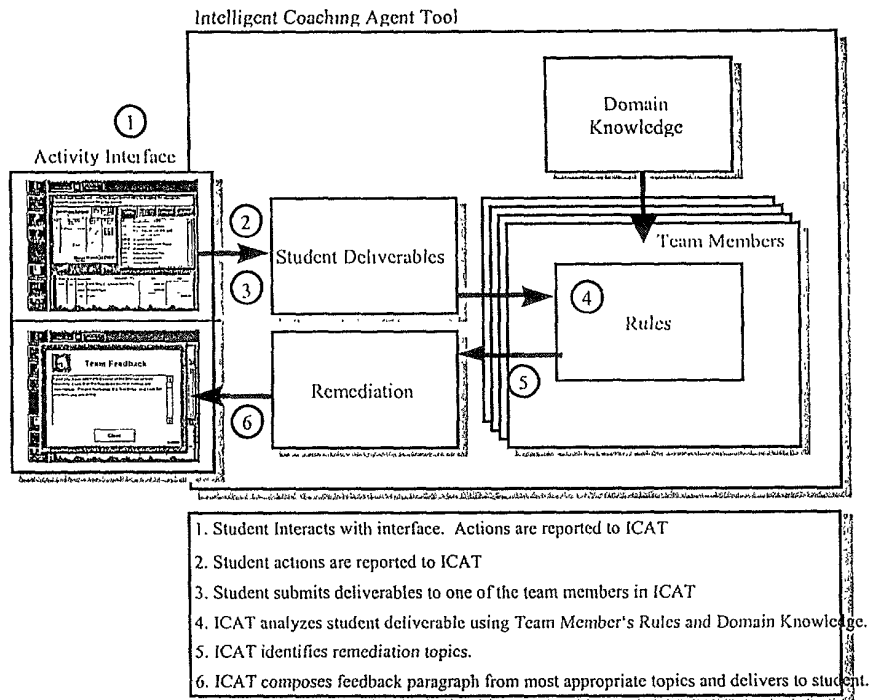 Intelligent Coaching Agent Tool
Domain
Knowledge
1
Activity Interface
2
Student Deliverables
3
Team Members
4
Rules
Team Feedback
Remediation
5
6
1. Student Interacts with interface. Actions are reported to ICAT
2. Student actions are reported to ICAT
3. Student submits deliverables to one of the team members in ICAT
4. ICAT analyzes student deliverable using Team Member's Rules and Domain Knowledge.
5. ICAT identifies remediation topics.
6. ICAT composes feedback paragraph from most appropriate topics and delivers to student.